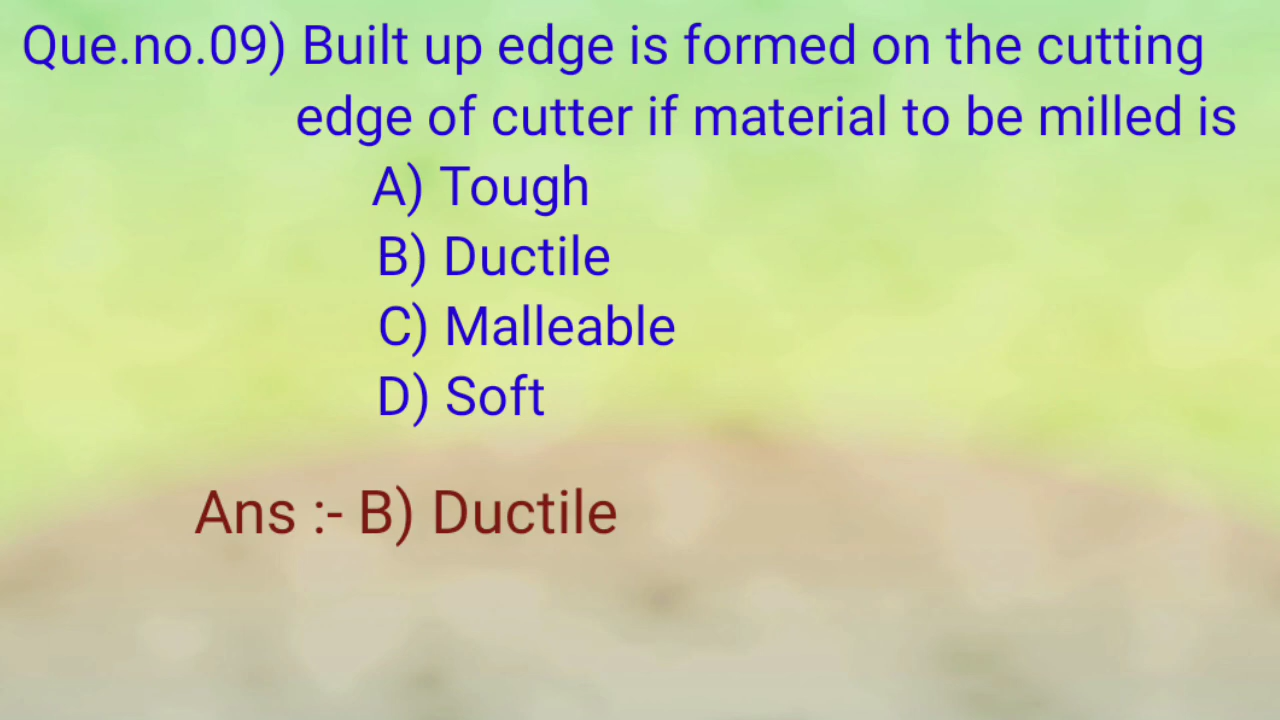 Que.no.09) Built up edge is formed on the cutting
edge of cutter if material to be milled is
A) Tough
B) Ductile
C) Malleable
D) Soft
Ans :- B) Ductile